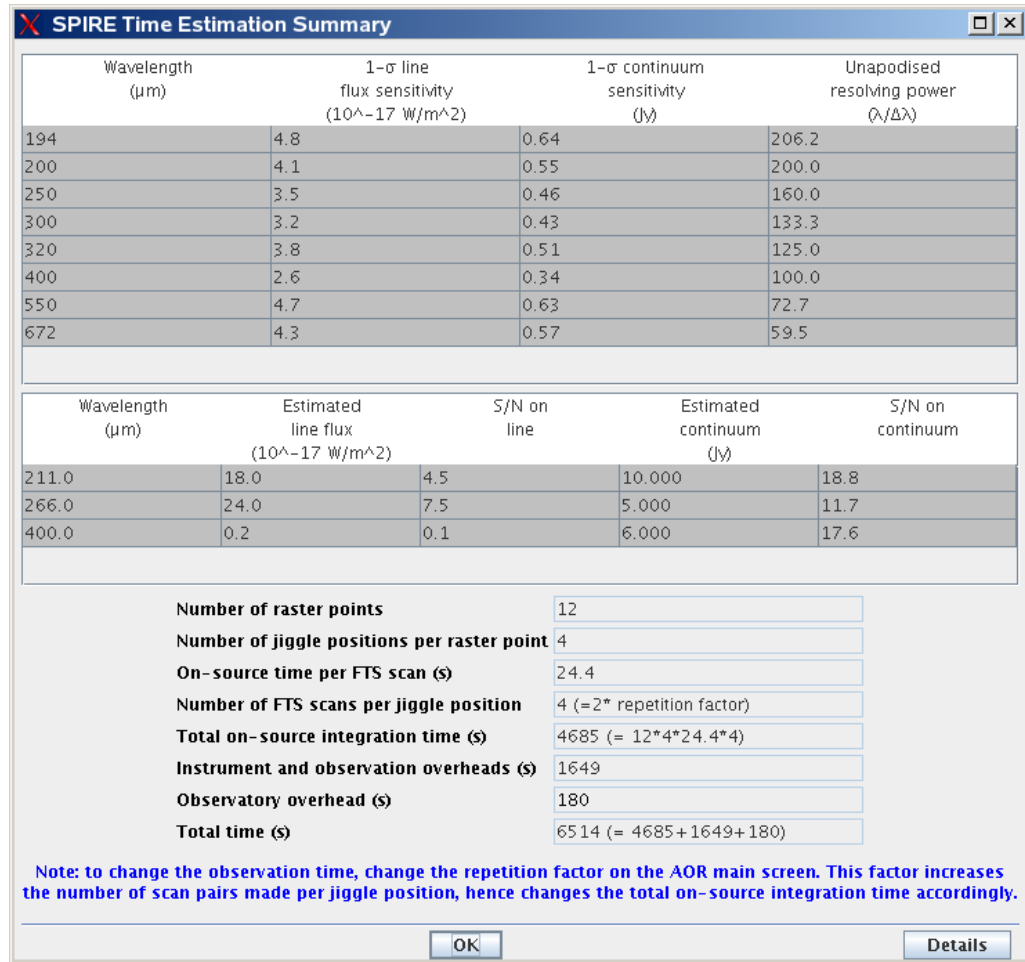 SPIRE Time Estimation Summary
Wavelength 1-σ line 1-σ continuum Unapodised
(μm) flux sensitivity sensitivity resolving power
(10^-17 W/m^2) (Jy) (λ/Δλ)
194 4.8 0.64 206.2
200 4.1 0.55 200.0
250 3.5 0.46 160.0
300 3.2 0.43 133.3
320 3.8 0.51 125.0
400 2.6 0.34 100.0
550 4.7 0.63 72.7
672 4.3 0.57 59.5
Wavelength Estimated S/N on Estimated S/N on
(μm) line flux line continuum continuum
(10^-17 W/m^2) (Jy)
211.0 18.0 4.5 10.000 18.8
266.0 24.0 7.5 5.000 11.7
400.0 0.2 0.1 6.000 17.6
Number of raster points 12
Number of jiggle positions per raster point 4
On-source time per FTS scan (s) 24.4
Number of FTS scans per jiggle position 4 (=2* repetition factor)
Total on-source integration time (s) 4685 (= 12*4*24.4*4)
Instrument and observation overheads (s) 1649
Observatory overhead (s) 180
Total time (s) 6514 (= 4685+1649+180)
Note: to change the observation time, change the repetition factor on the AOR main screen. This factor increases
the number of scan pairs made per jiggle position, hence changes the total on-source integration time accordingly.
OK Details